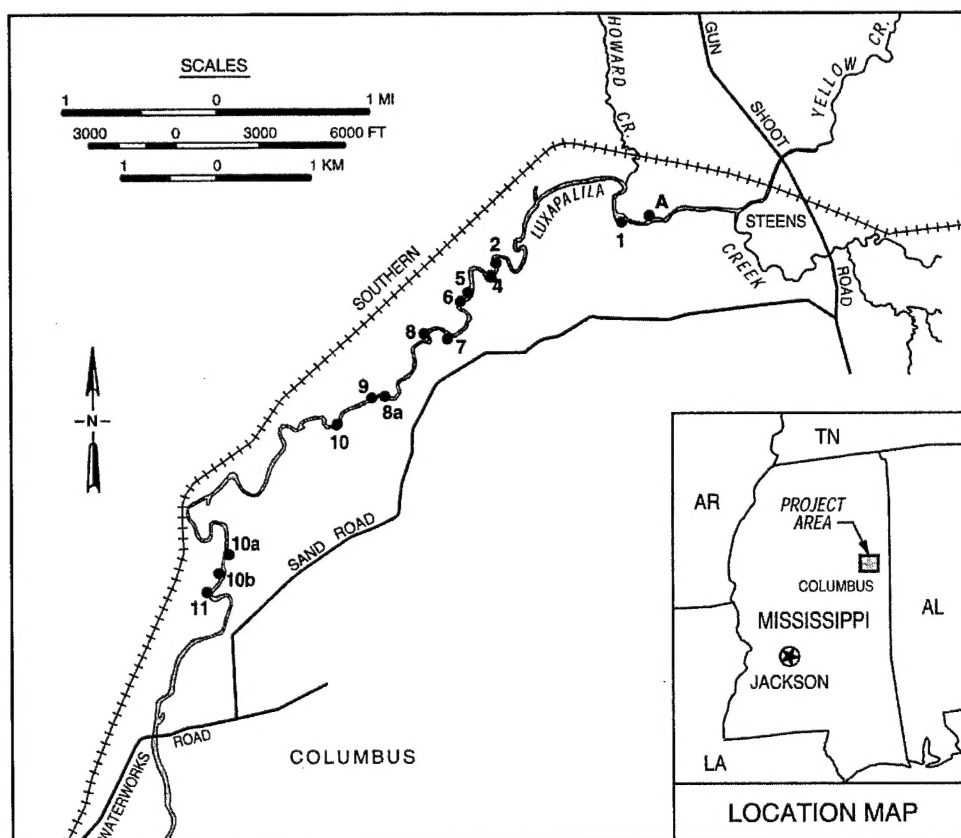 SCALES
1 0 1 MI
3000 0 3000 6000 FT
1 0 1 KM
HOWARD CR.
GUN SHOOT ROAD
YELLOW CR.
SOUTHERN
LUXAPALILA
CREEK
STEENS
A
1
2
4
5
6
7
8
8a
9
10
-N-
10a
10b
11
SAND ROAD
WATERWORKS ROAD
COLUMBUS
TN
AR
PROJECT
AREA
COLUMBUS
MISSISSIPPI
AL
JACKSON
LA
LOCATION MAP